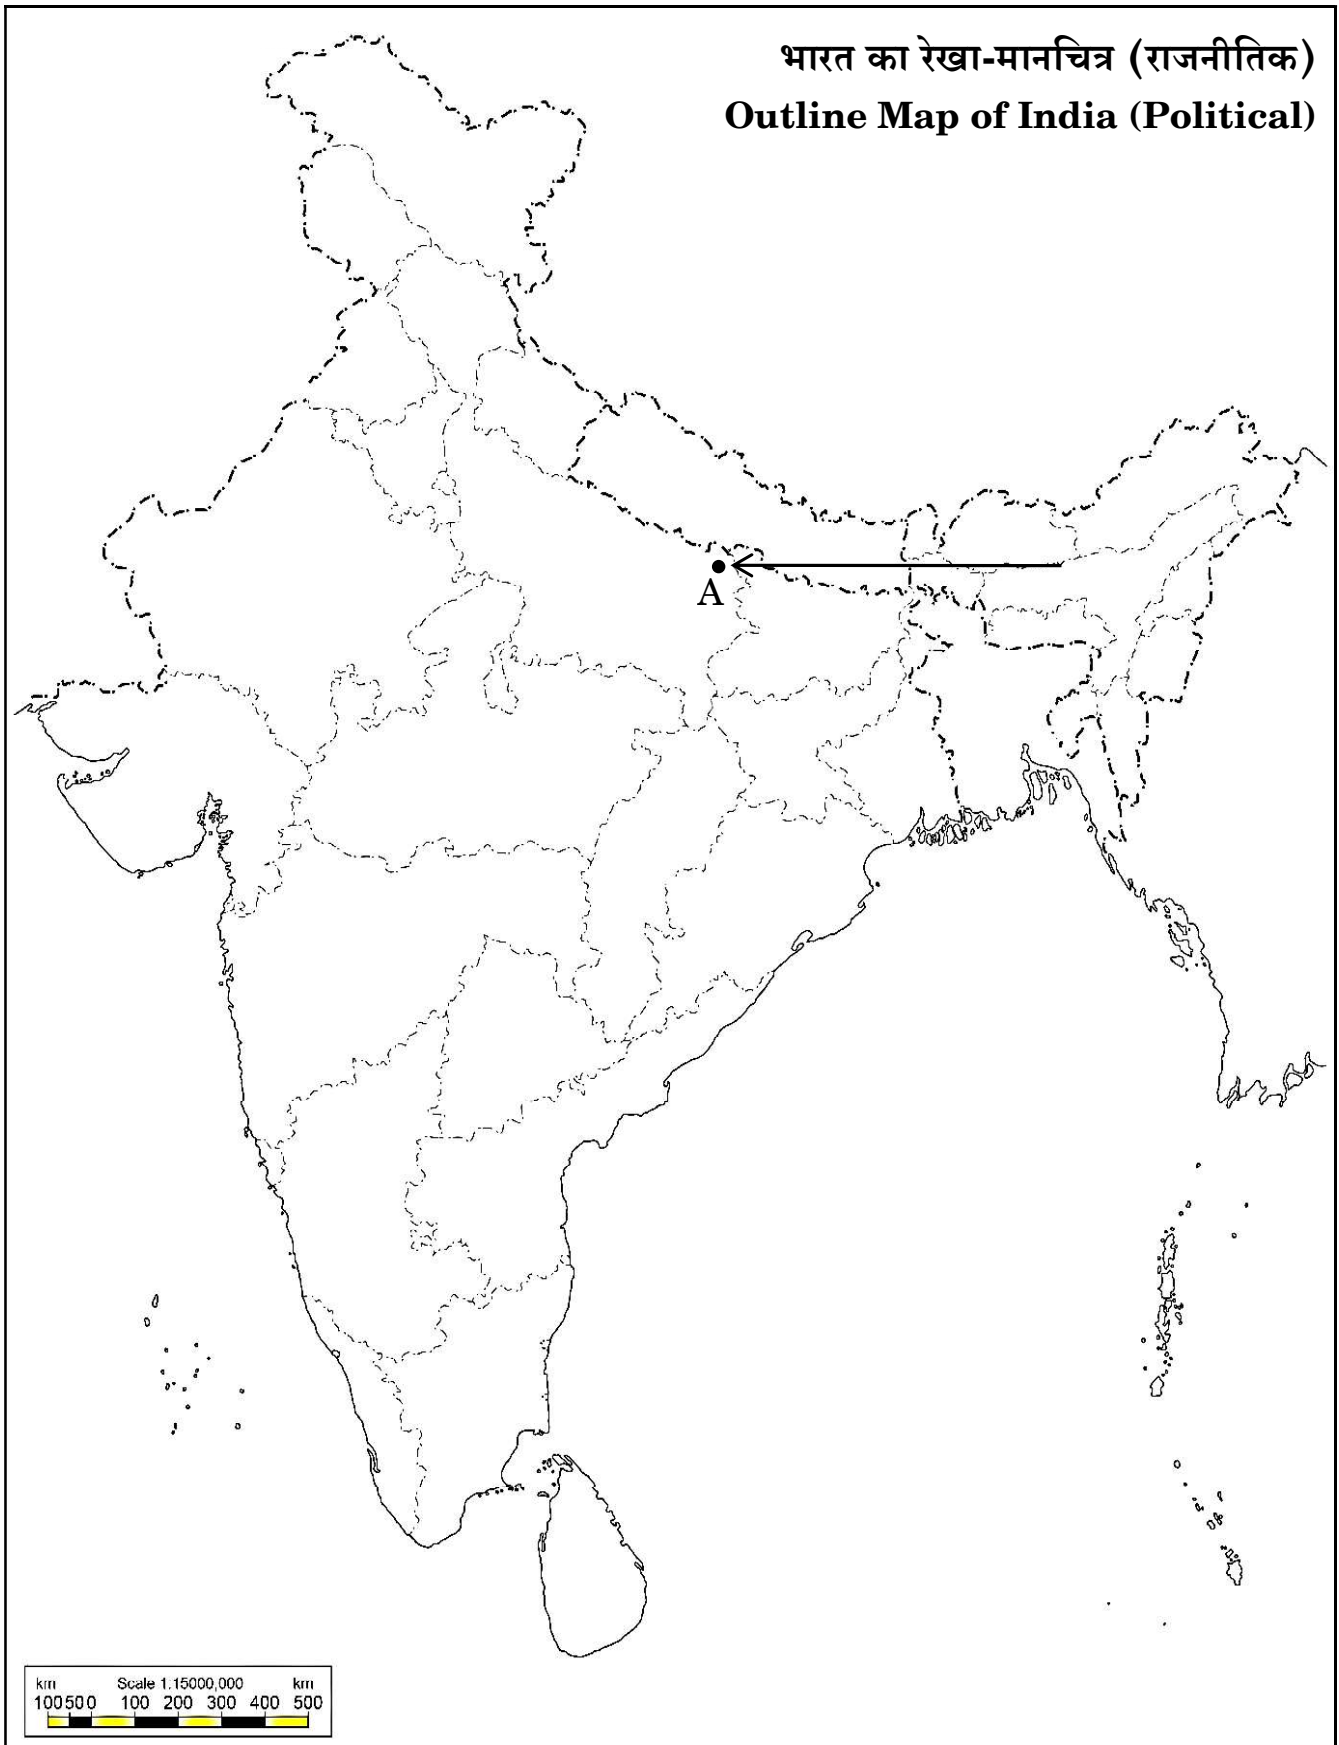 भारत का रेखा-मानचित्र (राजनीतिक)
Outline Map of India (Political)
A
km Scale 1:15000,000 km
100 50 0 100 200 300 400 500